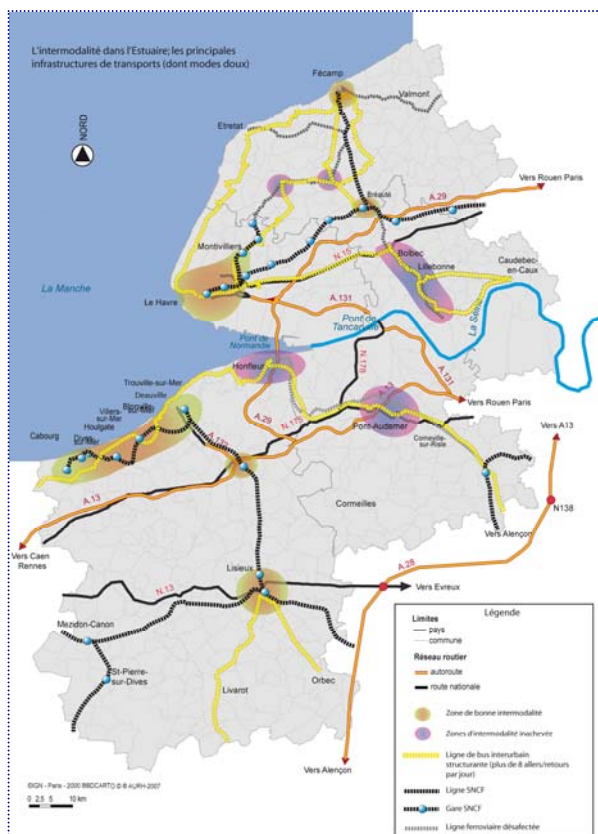 L'intermodalité dans l'Estuaire; les principales
infrastructures de transports (dont modes doux)
NORD
Fécamp
Valmont
Etretat
Vers Rouen Paris
A.29
Bréauté
Montivilliers
N.15
Bolbec
Lillebonne
Caudebec-
en-Caux
La Manche
Le Havre
A.131
Pont de
Tancarville
La Seine
Pont de
Normandie
Honfleur
N.178
A.131
Vers Rouen Paris
Trouville-sur-Mer
Deauville
Blonville-
sur-Mer
Villers-
sur-Mer
Houlgate
Dives-
sur-Mer
Cabourg
A.132
A.29
N.175
A.13
Pont-Audemer
Corneville-
sur-Risle
Vers A13
A.13
Cormeilles
N138
Vers Alençon
Vers Caen
Rennes
A.28
Lisieux
N.13
Vers Evreux
Mezidon-Canon
St-Pierre-
sur-Dives
Livarot
Orbec
Vers Alençon
Légende
Limites
pays
commune
Réseau routier
autoroute
route nationale
Zone de bonne intermodalité
Zones d'intermodalité inachevée
Ligne de bus interurbain
structurante (plus de 8 allers/retours
par jour)
Ligne SNCF
Gare SNCF
Ligne ferroviaire désafectée
©IGN - Paris - 2000 BBDCARTO © ® AURH-2007
0 2,5 5 10 km